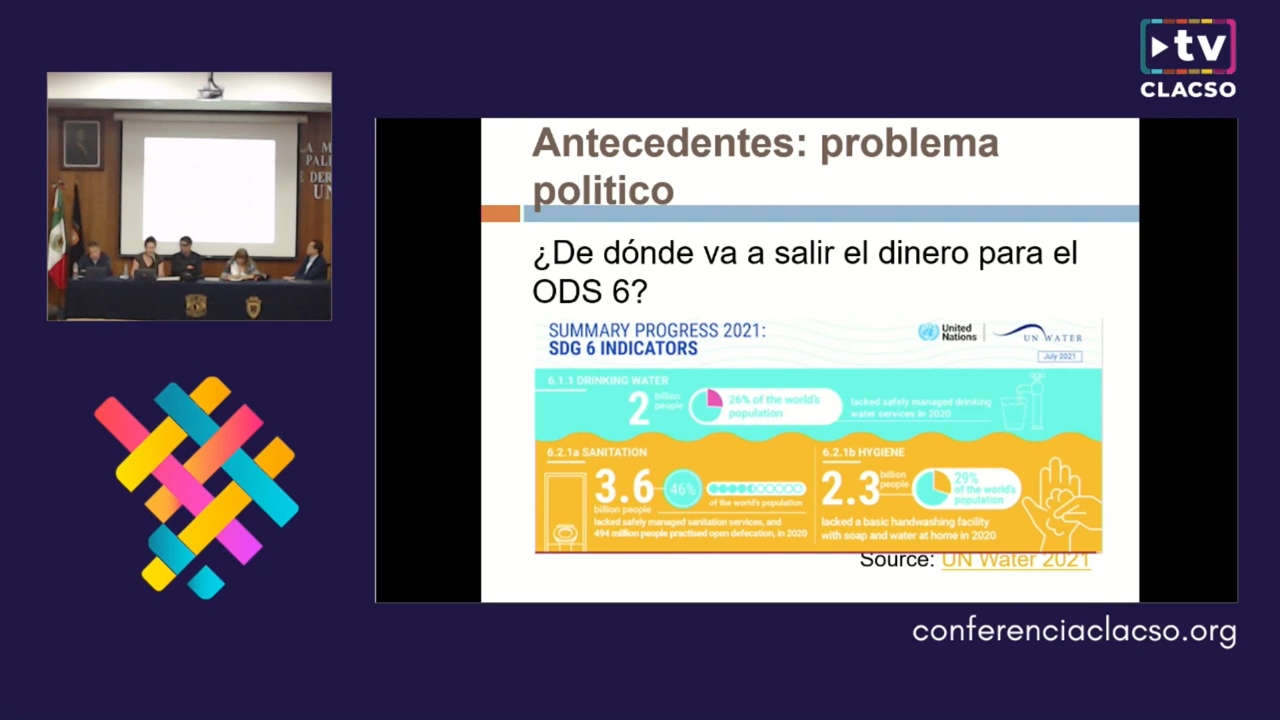 tv
CLACSO
A M
PAL
DER
UN
Antecedentes: problema
politico
¿De dónde va a salir el dinero para el
ODS 6?
SUMMARY PROGRESS 2021:
SDG 6 INDICATORS
United
Nations
UN WATER
July 2021
6.1.1 DRINKING WATER
2 billion
people
26% of the world's
population
lacked safely managed drinking
water services in 2020
6.2.1a SANITATION
3.6
billion people
46%
of the world's population
lacked safely managed sanitation services, and
494 million people practised open defecation, in 2020
6.2.1b HYGIENE
2.3 billion
people
29%
of the world's
population
lacked a basic handwashing facility
with soap and water at home in 2020
Source: UN Water 2021
conferenciaclacso.org